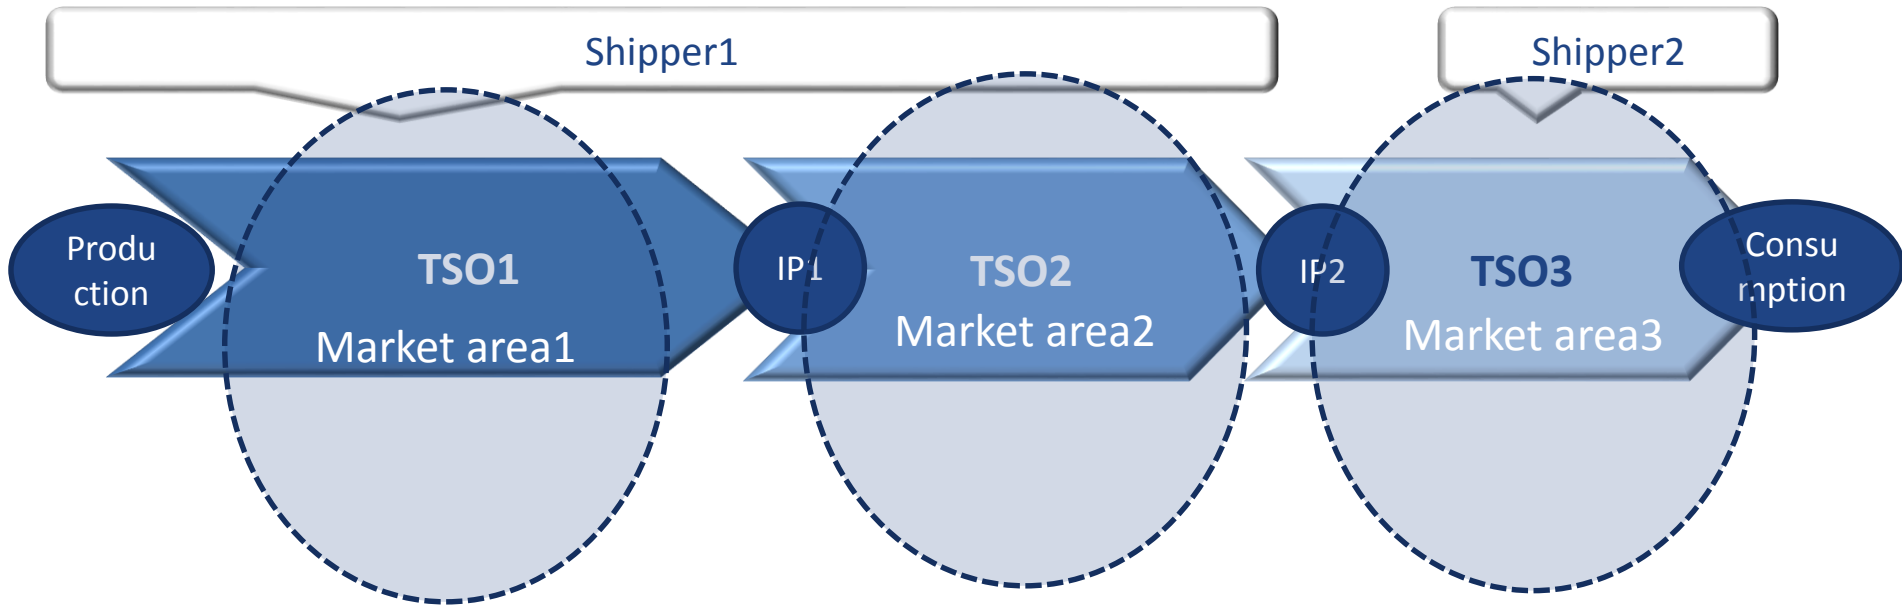 Shipper1
Shipper2
Produ
ction
TSO1
Market area1
IP1
TSO2
Market area2
IP2
TSO3
Market area3
Consu
mption